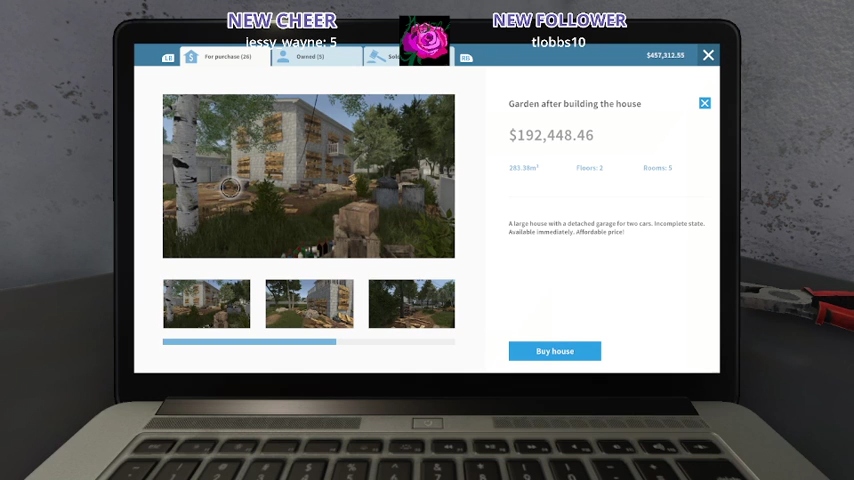 NEW CHEER
jessy_wayne: 5
NEW FOLLOWER
tlobbs10
LB
For purchase (26)
Owned (5)
RB
$457,312.55
Garden after building the house
$192,448.46
283.38m²
Floors: 2
Rooms: 5
A large house with a detached garage for two cars. Incomplete state.
Available immediately. Affordable price!
Buy house